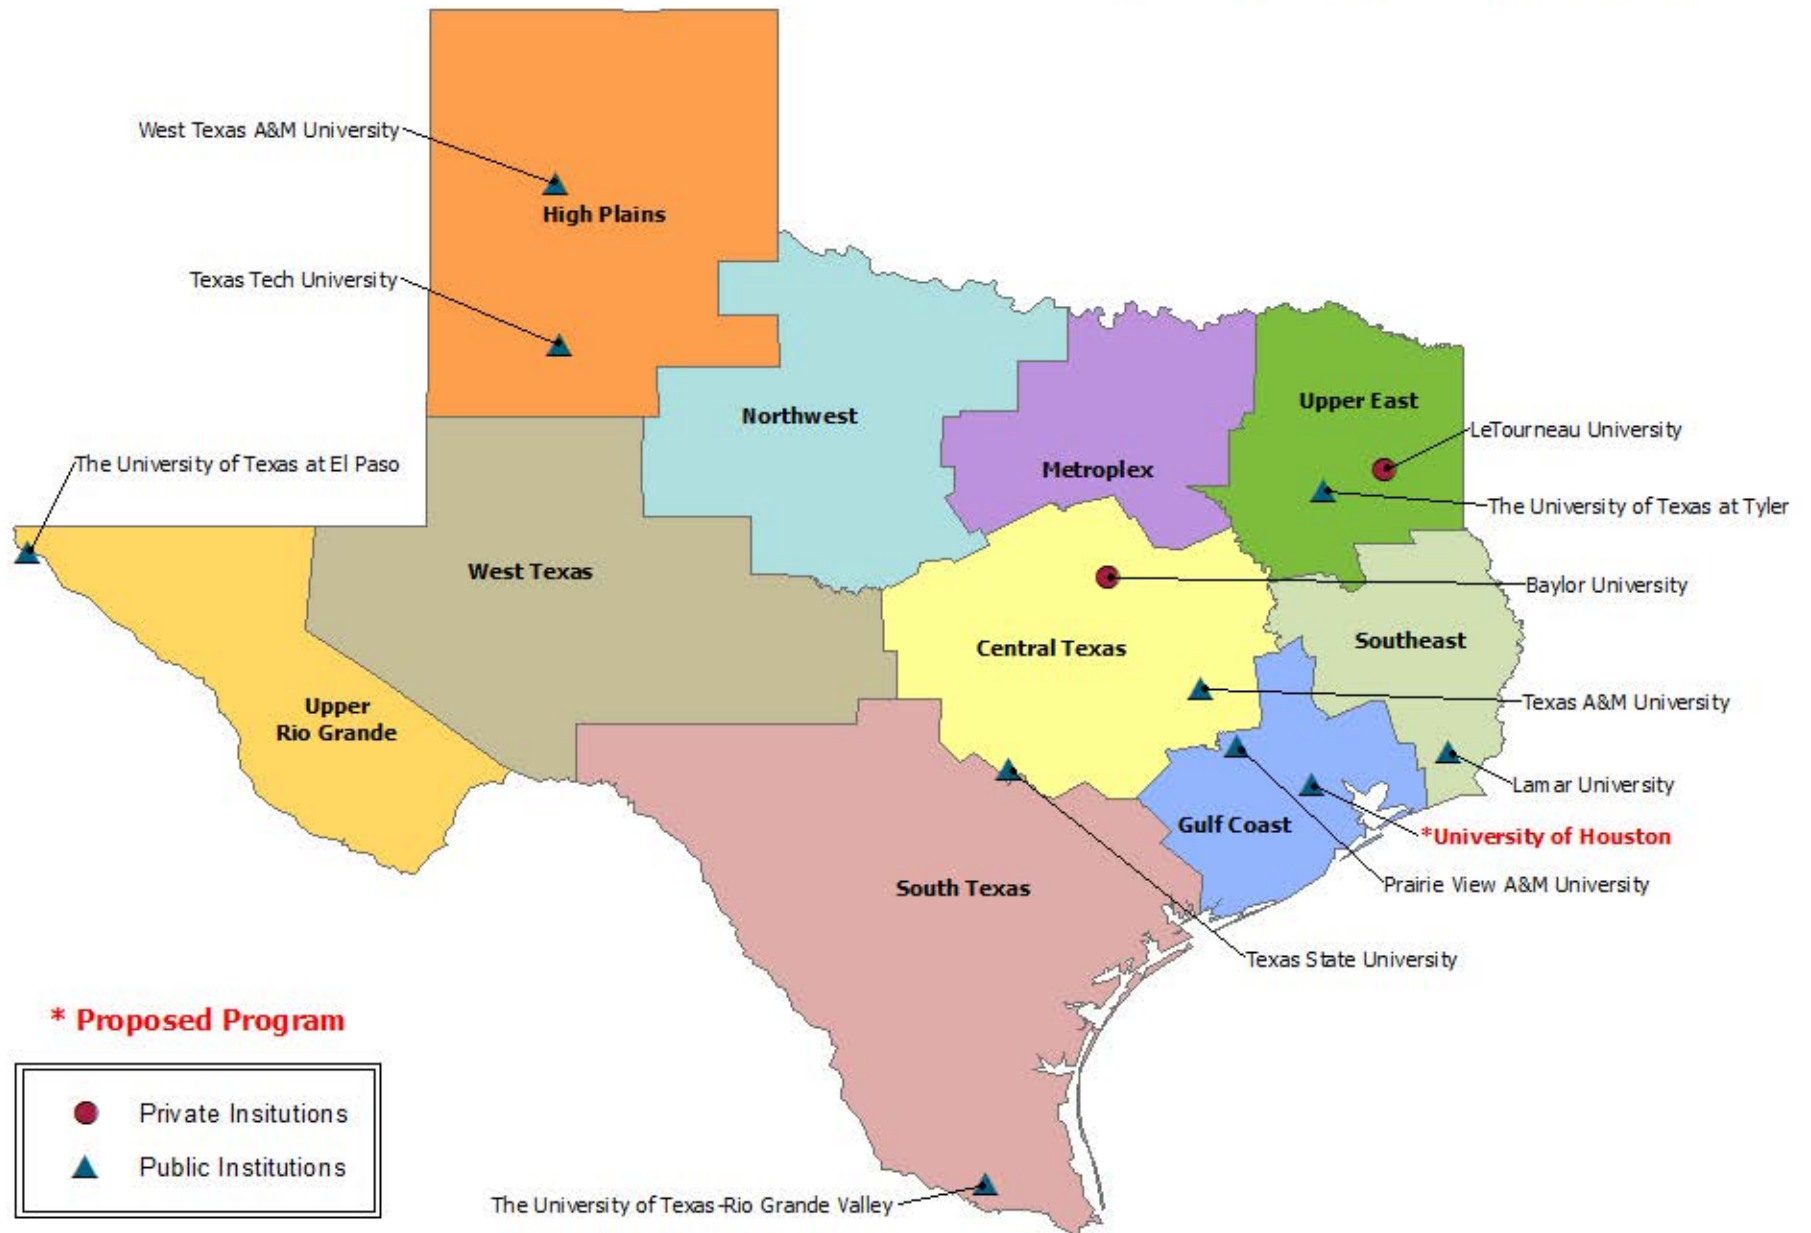 West Texas A&M University
High Plains
Texas Tech University
Northwest
Upper East
LeTourneau University
Metroplex
The University of Texas at El Paso
The University of Texas at Tyler
West Texas
Baylor University
Southeast
Central Texas
Texas A&M University
Upper
Rio Grande
Lamar University
Gulf Coast
*University of Houston
South Texas
Prairie View A&M University
Texas State University
* Proposed Program
Private Insitutions
Public Institutions
The University of Texas-Rio Grande Valley